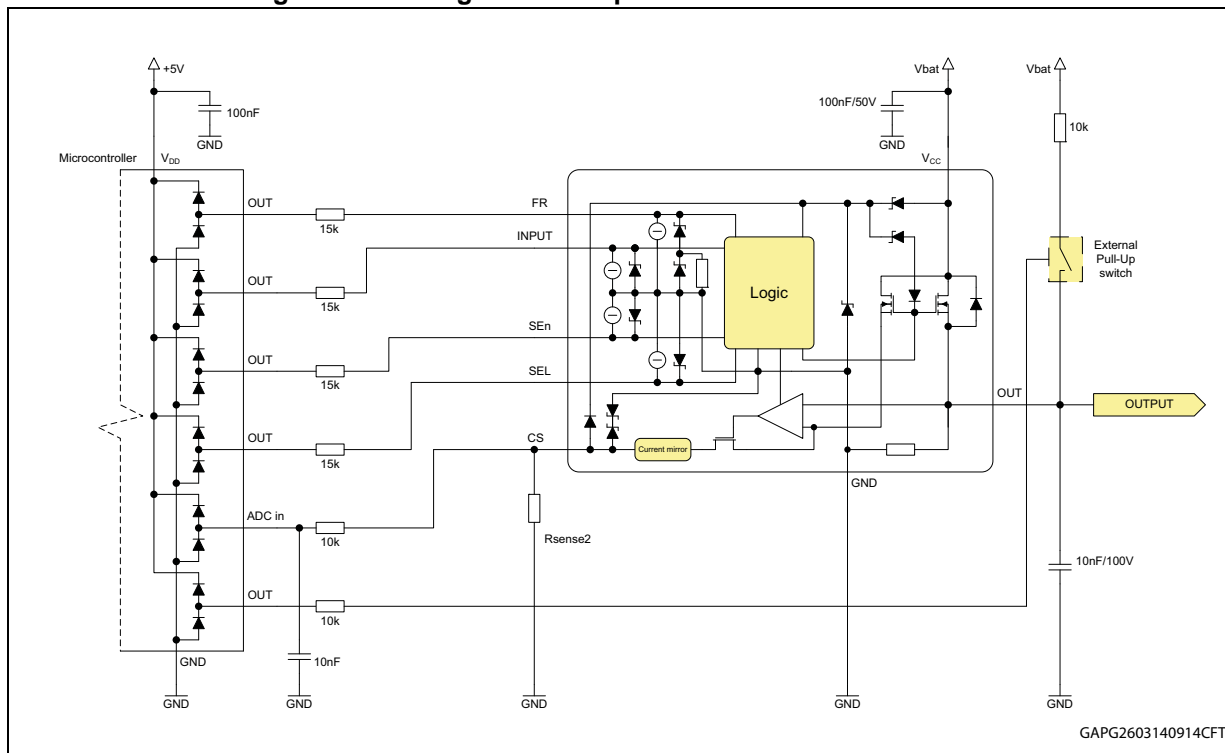 +5V
100nF
GND
Microcontroller
VDD
OUT
15k
FR
OUT
15k
INPUT
OUT
15k
SEn
OUT
15k
SEL
ADC in
10k
CS
OUT
10k
GND
10nF
GND
GND
Rsense2
GND
Vbat
100nF/50V
GND
VCC
Logic
Current mirror
OUT
GND
GND
Vbat
10k
External
Pull-Up
switch
OUTPUT
10nF/100V
GND
GAPG2603140914CFT